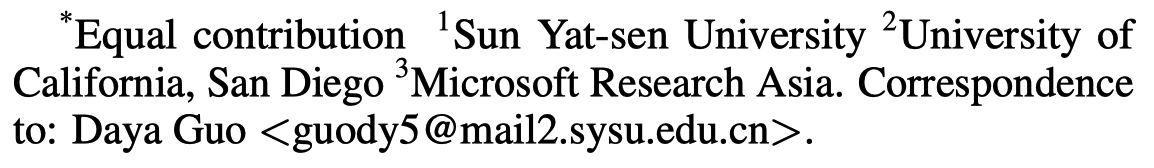 *Equal contribution ¹Sun Yat-sen University ²University of
California, San Diego ³Microsoft Research Asia. Correspondence
to: Daya Guo <guody5@mail2.sysu.edu.cn>.